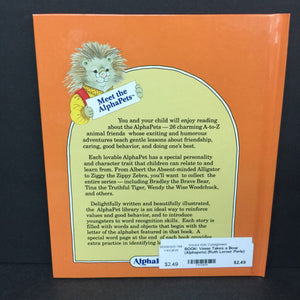 Meet the
AlphaPets™
You and your child will enjoy reading
about the AlphaPets — 26 charming A-to-Z
animal friends whose exciting and humorous
adventures teach gentle lessons about friendship,
caring, good behavior, and doing one's best.
Each lovable AlphaPet has a special personality
and character trait that children can relate to and
learn from. From Albert the Absent-minded Alligator
to Ziggy the Zippy Zebra, you'll want to collect the
entire series — including Bradley the Brave Bear,
Tina the Truthful Tiger, Wendy the Wise Woodchuck,
and others.
Delightfully written and beautifully illustrated,
the AlphaPet library is an ideal way to reinforce
values and good behavior, and to introduce
youngsters to word recognition skills. Each story is
filled with words and objects that begin with the
letter of the alphabet featured in that book. A
special word page at the end of
extra practice in identifying
BOOK: Vassa Takes a Bow
(Alphapets) (Ruth Lerner Perle)
$2.49
$2.49
Alpha